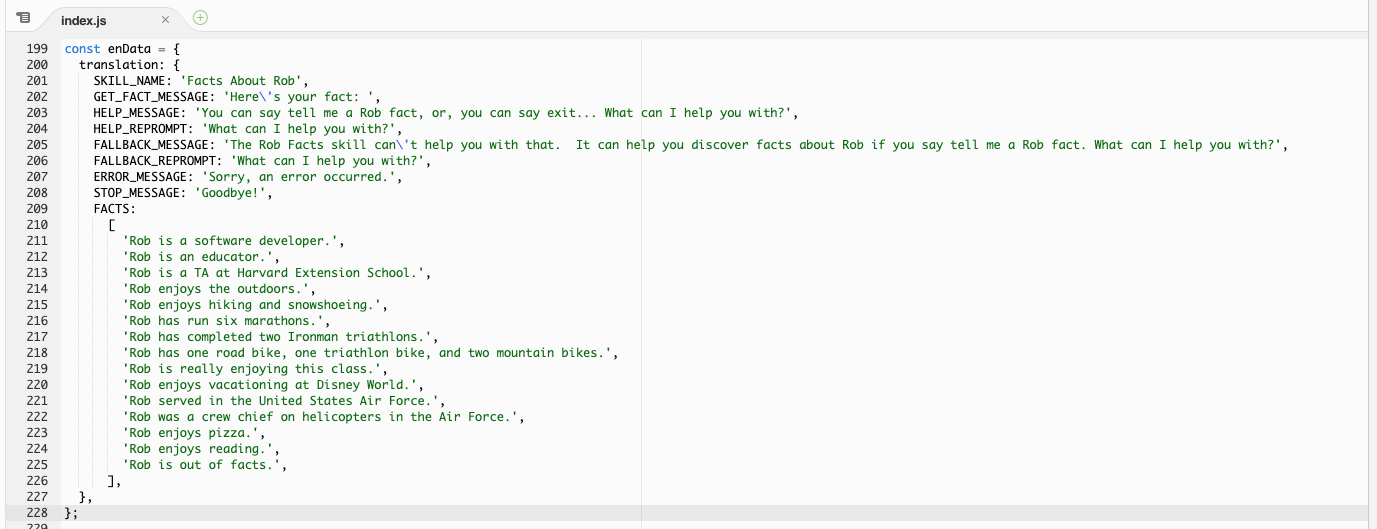 index.js
199 const enData = {
200 translation: {
201 SKILL_NAME: 'Facts About Rob',
202 GET_FACT_MESSAGE: 'Here\'s your fact: ',
203 HELP_MESSAGE: 'You can say tell me a Rob fact, or, you can say exit... What can I help you with?',
204 HELP_REPROMPT: 'What can I help you with?',
205 FALLBACK_MESSAGE: 'The Rob Facts skill can\'t help you with that.  It can help you discover facts about Rob if you say tell me a Rob fact. What can I help you with?',
206 FALLBACK_REPROMPT: 'What can I help you with?',
207 ERROR_MESSAGE: 'Sorry, an error occurred.',
208 STOP_MESSAGE: 'Goodbye!',
209 FACTS:
210 [
211 'Rob is a software developer.',
212 'Rob is an educator.',
213 'Rob is a TA at Harvard Extension School.',
214 'Rob enjoys the outdoors.',
215 'Rob enjoys hiking and snowshoeing.',
216 'Rob has run six marathons.',
217 'Rob has completed two Ironman triathlons.',
218 'Rob has one road bike, one triathlon bike, and two mountain bikes.',
219 'Rob is really enjoying this class.',
220 'Rob enjoys vacationing at Disney World.',
221 'Rob served in the United States Air Force.',
222 'Rob was a crew chief on helicopters in the Air Force.',
223 'Rob enjoys pizza.',
224 'Rob enjoys reading.',
225 'Rob is out of facts.',
226 ],
227 },
228 };
229